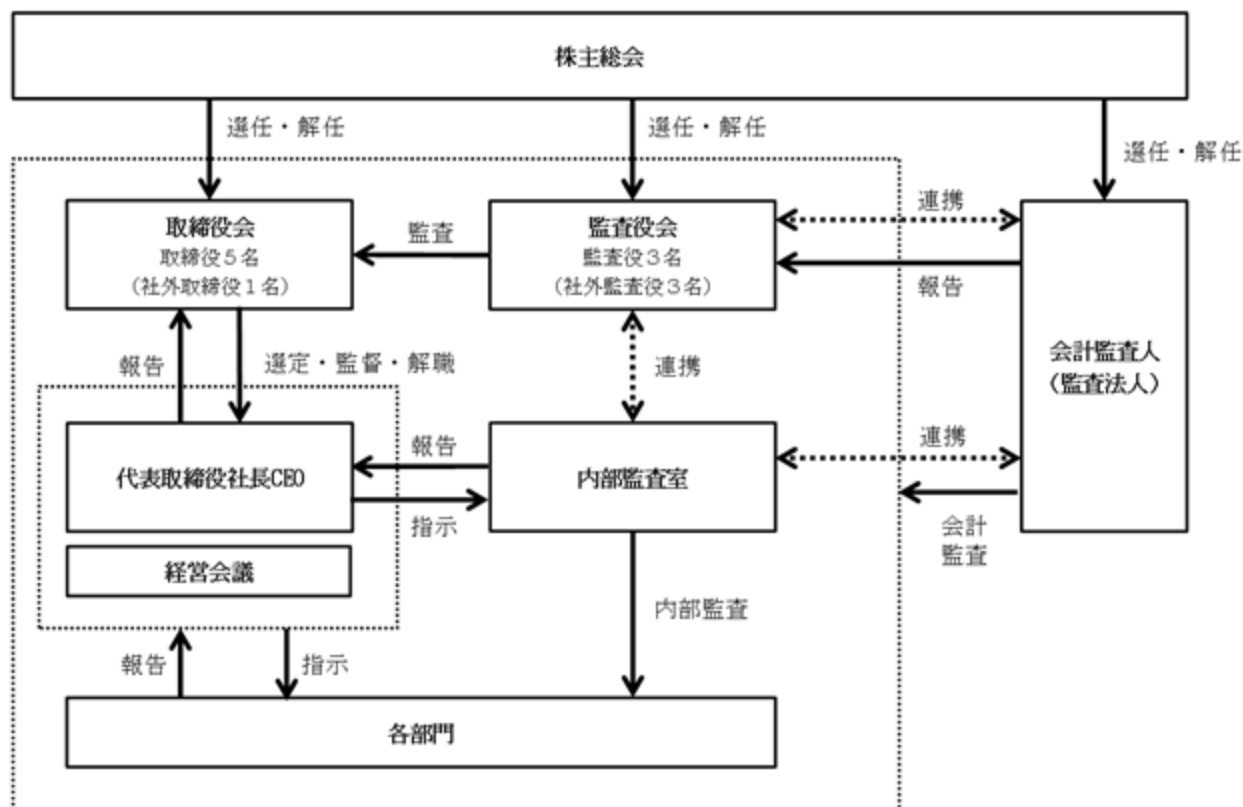 株主総会
選任・解任
選任・解任
選任・解任
取締役会
取締役5名
（社外取締役1名）
監査
監査役会
監査役3名
（社外監査役3名）
連携
報告
会計監査人
（監査法人）
報告
選定・監督・解職
連携
代表取締役社長CEO
報告
指示
内部監査室
連携
会計
監査
経営会議
内部監査
報告
指示
各部門